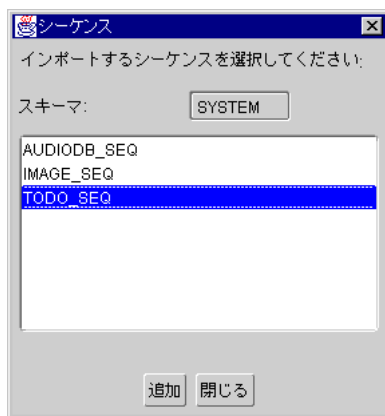 シーケンス
インポートするシーケンスを選択してください:
スキーマ: SYSTEM
AUDIODB_SEQ
IMAGE_SEQ
TODO_SEQ
追加 閉じる